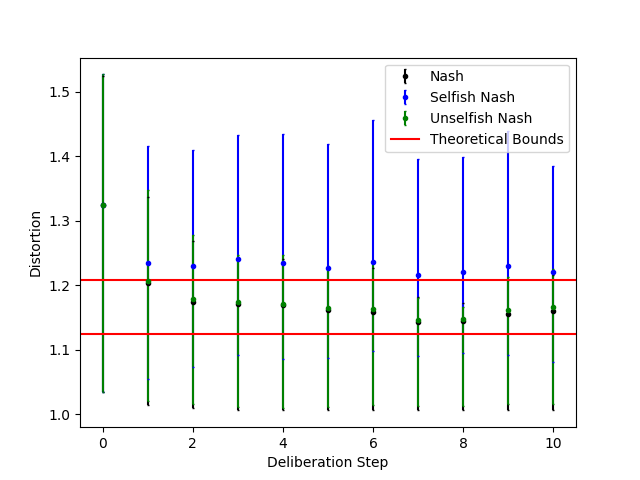 Nash
Selfish Nash
Unselfish Nash
Theoretical Bounds
1.5
1.4
1.3
1.2
1.1
1.0
Distortion
0 2 4 6 8 10
Deliberation Step